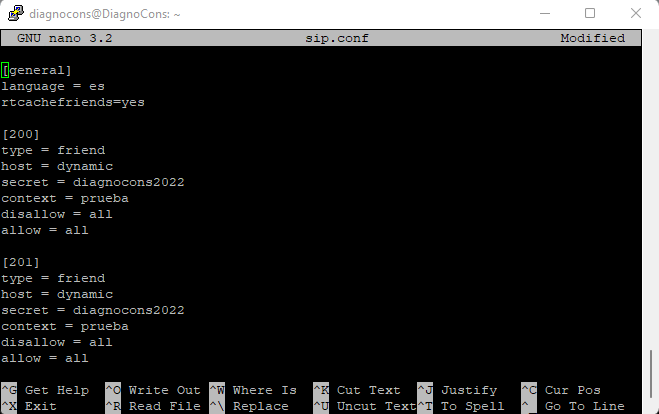 diagnocons@DiagnoCons: ~
GNU nano 3.2 sip.conf Modified
[general]
language = es
rtcachefriends=yes
[200]
type = friend
host = dynamic
secret = diagnocons2022
context = prueba
disallow = all
allow = all
[201]
type = friend
host = dynamic
secret = diagnocons2022
context = prueba
disallow = all
allow = all
^G Get Help ^O Write Out ^W Where Is ^K Cut Text ^J Justify ^C Cur Pos
^X Exit ^R Read File ^\ Replace ^U Uncut Text ^T To Spell ^_ Go To Line